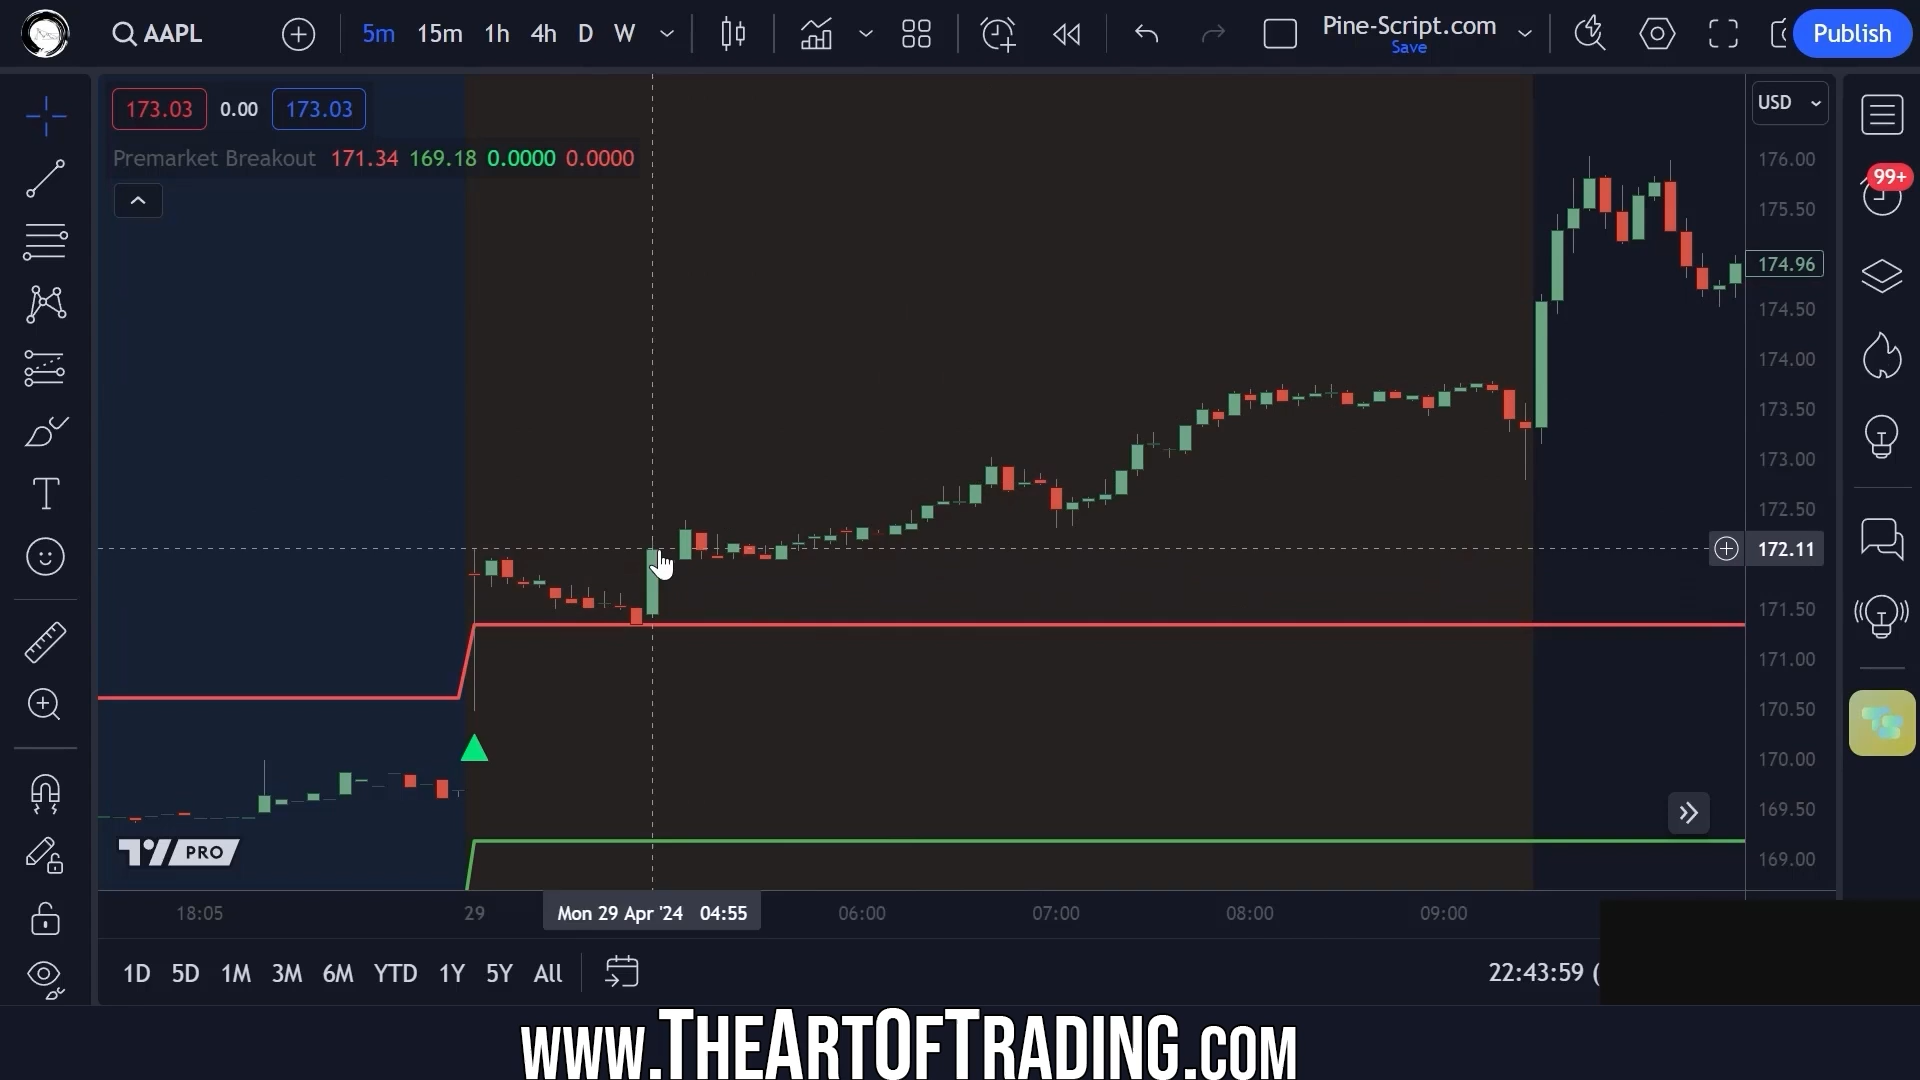 AAPL 5m 15m 1h 4h D W Pine-Script.com Publish
Save
173.03 0.00 173.03 USD
Premarket Breakout 171.34 169.18 0.0000 0.0000
99+
176.00
175.50
174.96
174.50
174.00
173.50
173.00
172.50
172.11
171.50
171.00
170.50
170.00
169.50
169.00
PRO
18:05 29 Mon 29 Apr '24 04:55 06:00 07:00 08:00 09:00
1D 5D 1M 3M 6M YTD 1Y 5Y All 22:43:59 (
www.TheArtOfTrading.com